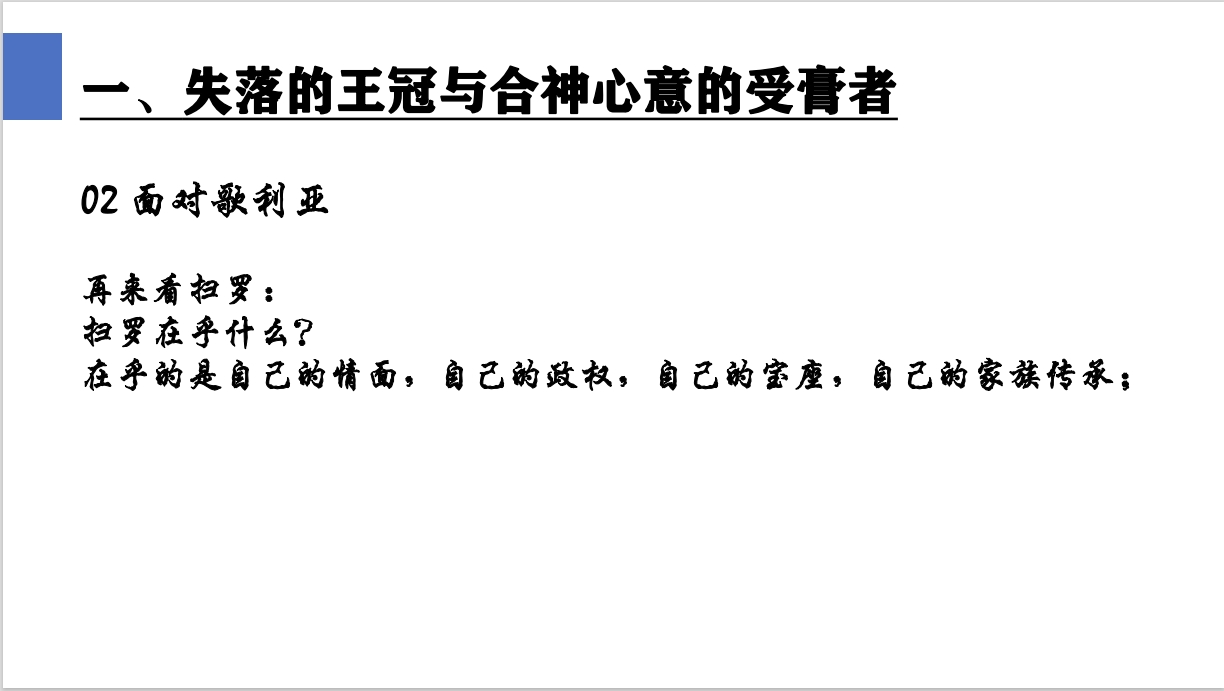 一、失落的王冠与合神心意的受膏者
02 面对歌利亚
再来看扫罗：
扫罗在乎什么？
在乎的是自己的情面，自己的政权，自己的宝座，自己的家族传承；